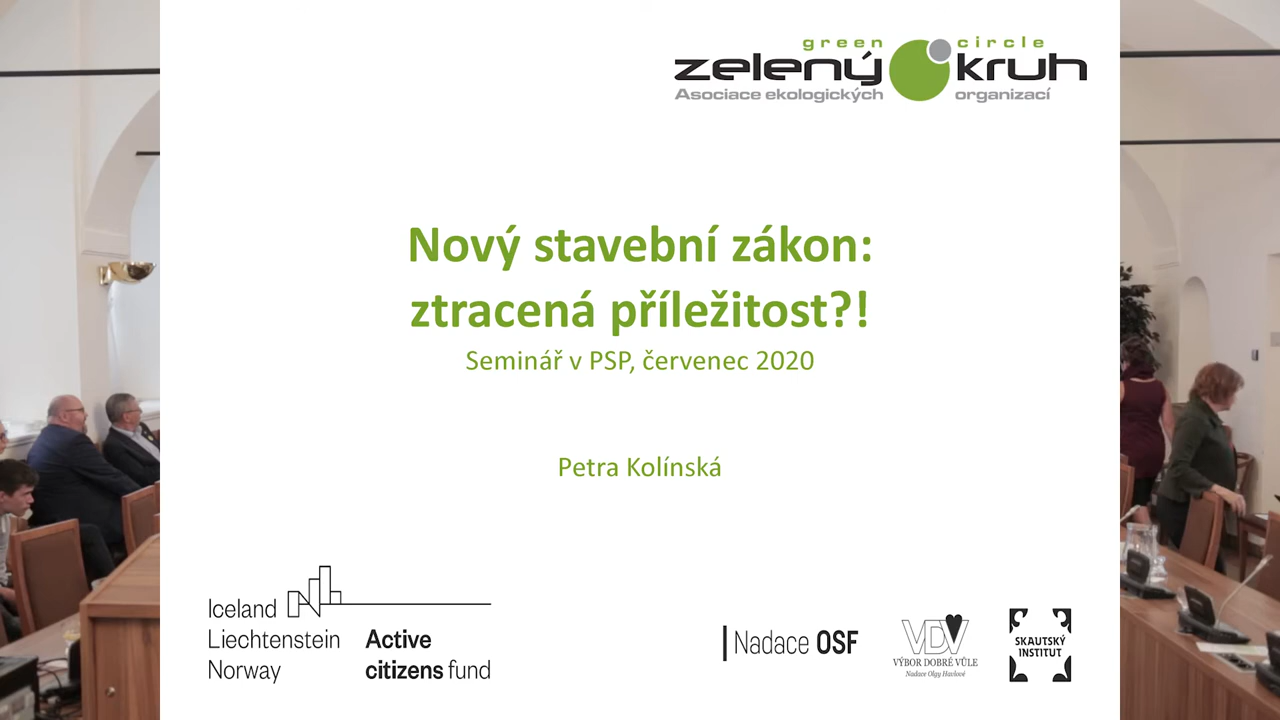 green circle
zelený kruh
Asociace ekologických organizací
Nový stavební zákon:
ztracená příležitost?!
Seminář v PSP, červenec 2020
Petra Kolínská
Iceland
Liechtenstein
Norway
Active
citizens fund
Nadace OSF
VDV
VÝBOR DOBRÉ VŮLE
Nadace Olgy Havlové
SKAUTSKÝ
INSTITUT